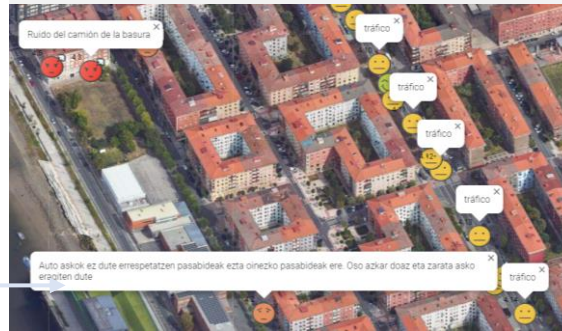 tráfico
Ruido del camión de la basura
tráfico
tráfico
tráfico
Auto askok ez dute errespetatzen pasabideak ezta oinezko pasabideak ere. Oso azkar doaz eta zarata asko
eragiten dute
tráfico